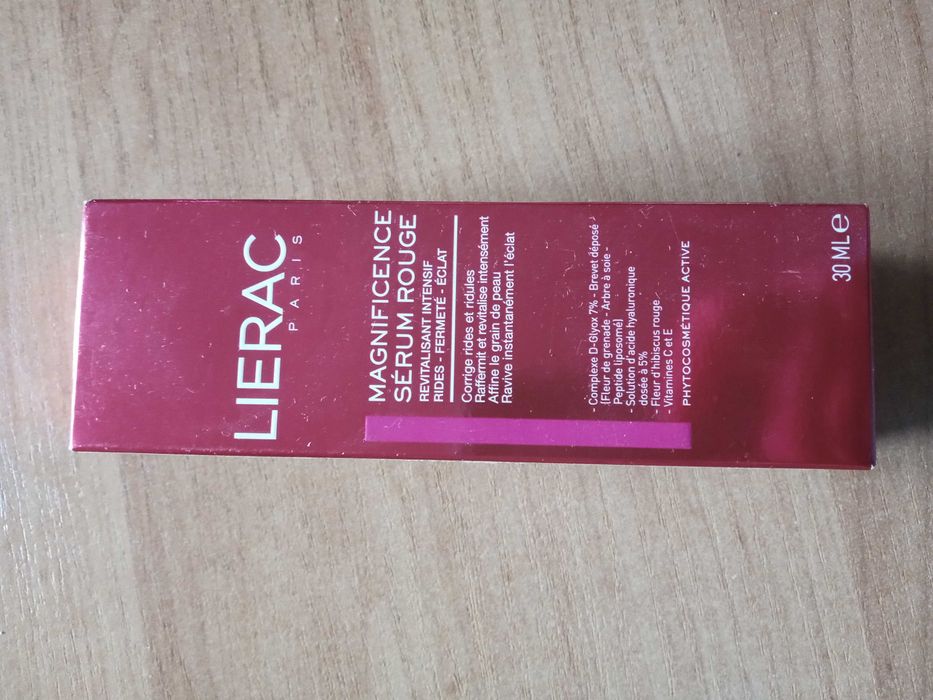 LIERAC
PARIS
MAGNIFICENCE
SÉRUM ROUGE
REVITALISANT INTENSIF
RIDES - FERMETÉ - ÉCLAT
Corrige rides et ridules
Raffermit et revitalise intensément
Affine le grain de peau
Ravive instantanément l'éclat
- Complexe D-Glyox 7% - Brevet déposé
(Fleur de grenade - Arbre à soie -
Peptide liposomé)
- Solution d'acide hyaluronique
dosée à 5%
- Fleur d'hibiscus rouge
- Vitamines C et E
PHYTOCOSMÉTIQUE ACTIVE
30 ML ℮